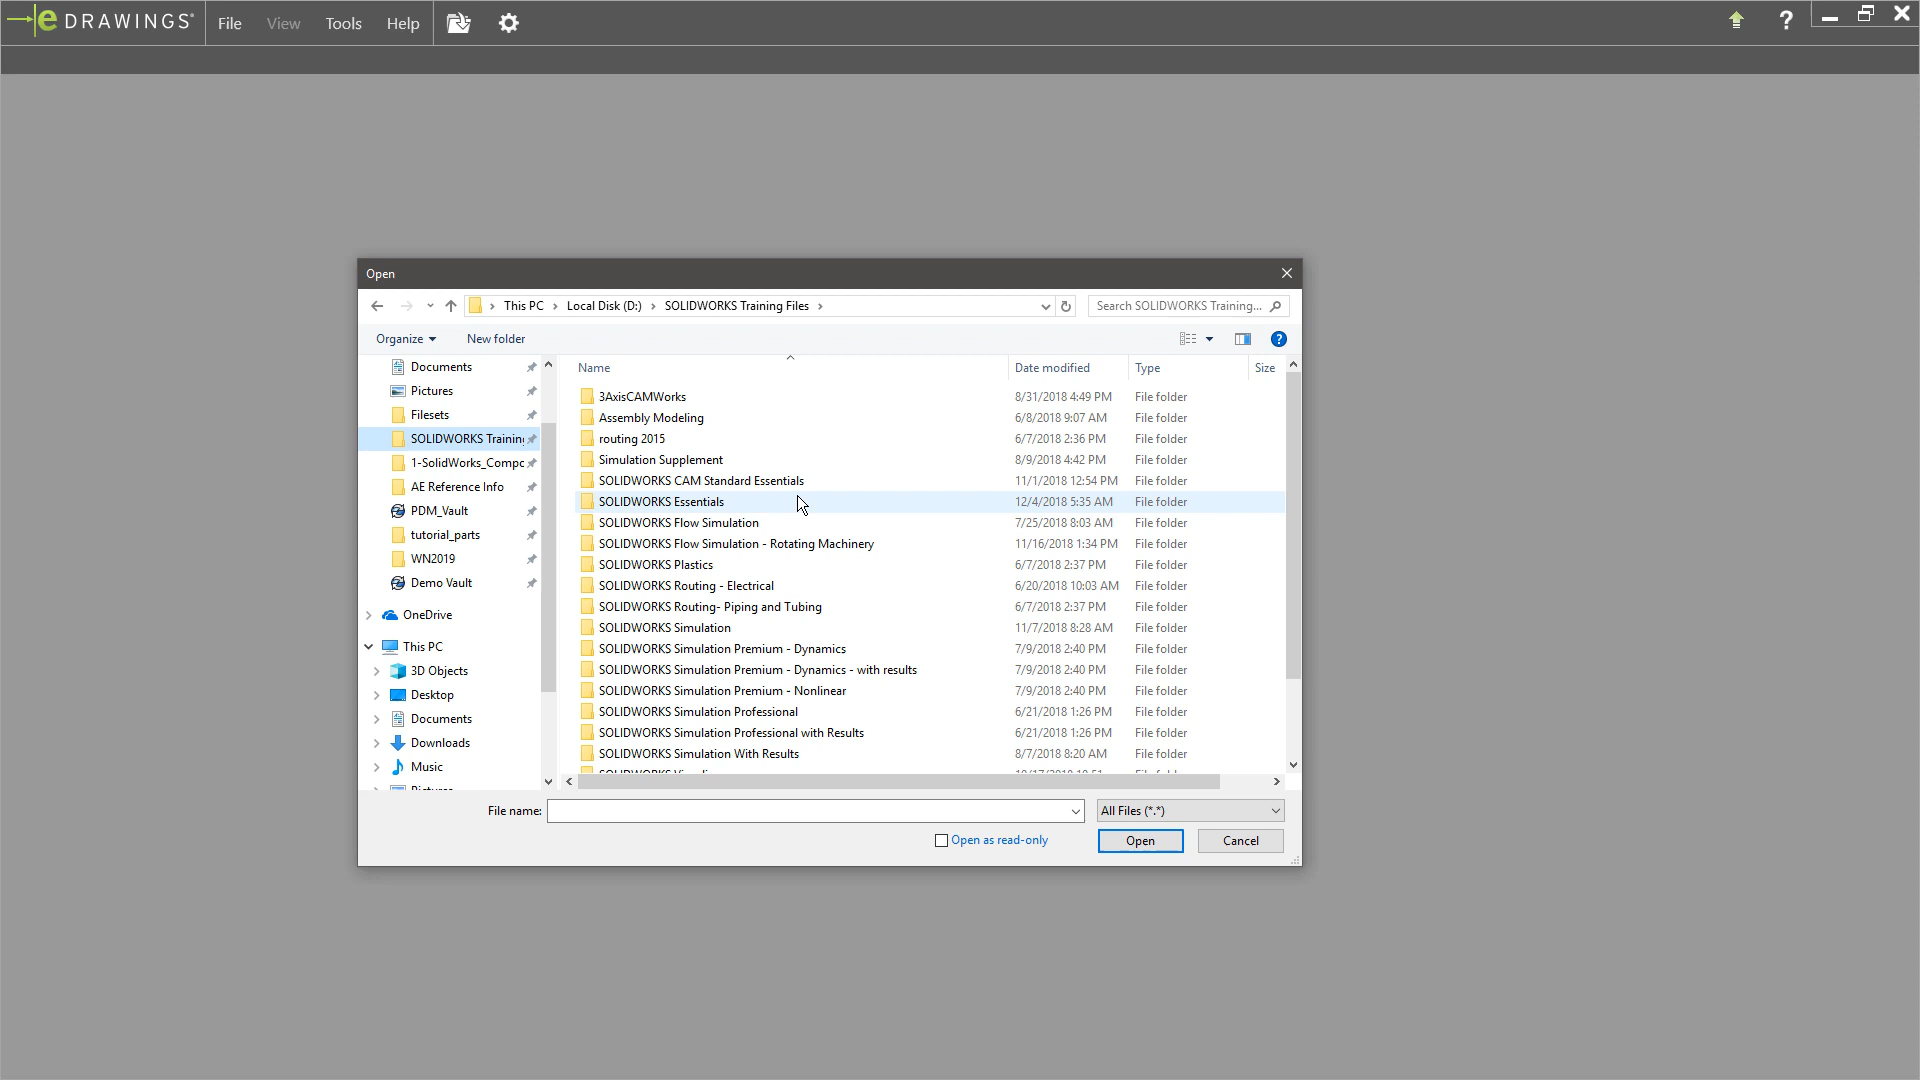 eDRAWINGS® File View Tools Help ?
Open
This PC > Local Disk (D:) > SOLIDWORKS Training Files > Search SOLIDWORKS Training...
Organize New folder ?
Documents
Pictures
Filesets
SOLIDWORKS Training
1-SolidWorks_Compo
AE Reference Info
PDM_Vault
tutorial_parts
WN2019
Demo Vault
OneDrive
This PC
3D Objects
Desktop
Documents
Downloads
Music
Pictures
Name Date modified Type Size
3AxisCAMWorks 8/31/2018 4:49 PM File folder
Assembly Modeling 6/8/2018 9:07 AM File folder
routing 2015 6/7/2018 2:36 PM File folder
Simulation Supplement 8/9/2018 4:42 PM File folder
SOLIDWORKS CAM Standard Essentials 11/1/2018 12:54 PM File folder
SOLIDWORKS Essentials 12/4/2018 5:35 AM File folder
SOLIDWORKS Flow Simulation 7/25/2018 8:03 AM File folder
SOLIDWORKS Flow Simulation - Rotating Machinery 11/16/2018 1:34 PM File folder
SOLIDWORKS Plastics 6/7/2018 2:37 PM File folder
SOLIDWORKS Routing - Electrical 6/20/2018 10:03 AM File folder
SOLIDWORKS Routing- Piping and Tubing 6/7/2018 2:37 PM File folder
SOLIDWORKS Simulation 11/7/2018 8:28 AM File folder
SOLIDWORKS Simulation Premium - Dynamics 7/9/2018 2:40 PM File folder
SOLIDWORKS Simulation Premium - Dynamics - with results 7/9/2018 2:40 PM File folder
SOLIDWORKS Simulation Premium - Nonlinear 7/9/2018 2:40 PM File folder
SOLIDWORKS Simulation Professional 6/21/2018 1:26 PM File folder
SOLIDWORKS Simulation Professional with Results 6/21/2018 1:26 PM File folder
SOLIDWORKS Simulation With Results 8/7/2018 8:20 AM File folder
File name: All Files (*.*)
Open as read-only Open Cancel